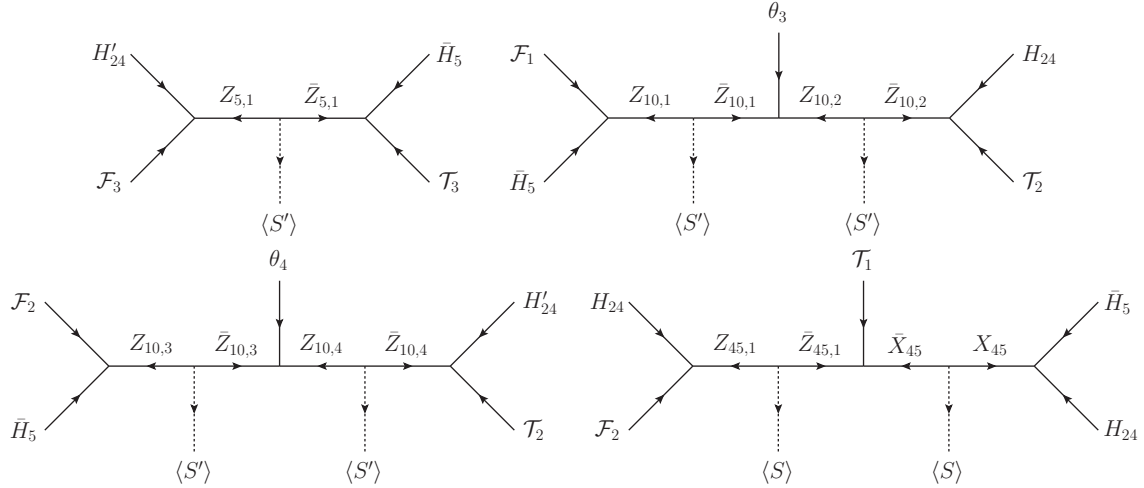 H′₂₄ H̄₅
Z₅,₁ Z̄₅,₁
ℱ₃ 𝒯₃
⟨S′⟩
θ₃
ℱ₁ H₂₄
Z₁₀,₁ Z̄₁₀,₁ Z₁₀,₂ Z̄₁₀,₂
H̄₅ 𝒯₂
⟨S′⟩ ⟨S′⟩
θ₄
ℱ₂ H′₂₄
Z₁₀,₃ Z̄₁₀,₃ Z₁₀,₄ Z̄₁₀,₄
H̄₅ 𝒯₂
⟨S′⟩ ⟨S′⟩
𝒯₁
H₂₄ H̄₅
Z₄₅,₁ Z̄₄₅,₁ X̄₄₅ X₄₅
ℱ₂ H₂₄
⟨S⟩ ⟨S⟩